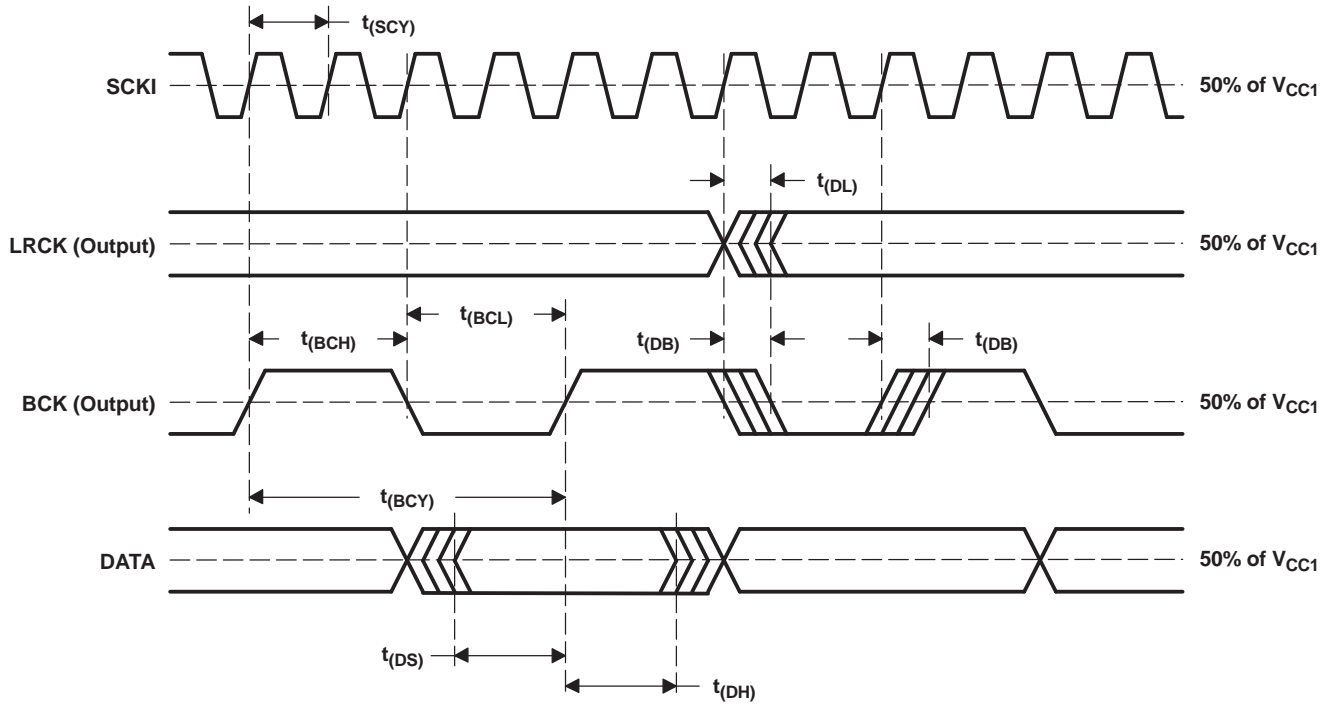 t(SCY)
SCKI
50% of VCC1
t(DL)
LRCK (Output)
50% of VCC1
t(BCL)
t(BCH)
t(DB)
t(DB)
BCK (Output)
50% of VCC1
t(BCY)
DATA
50% of VCC1
t(DS)
t(DH)